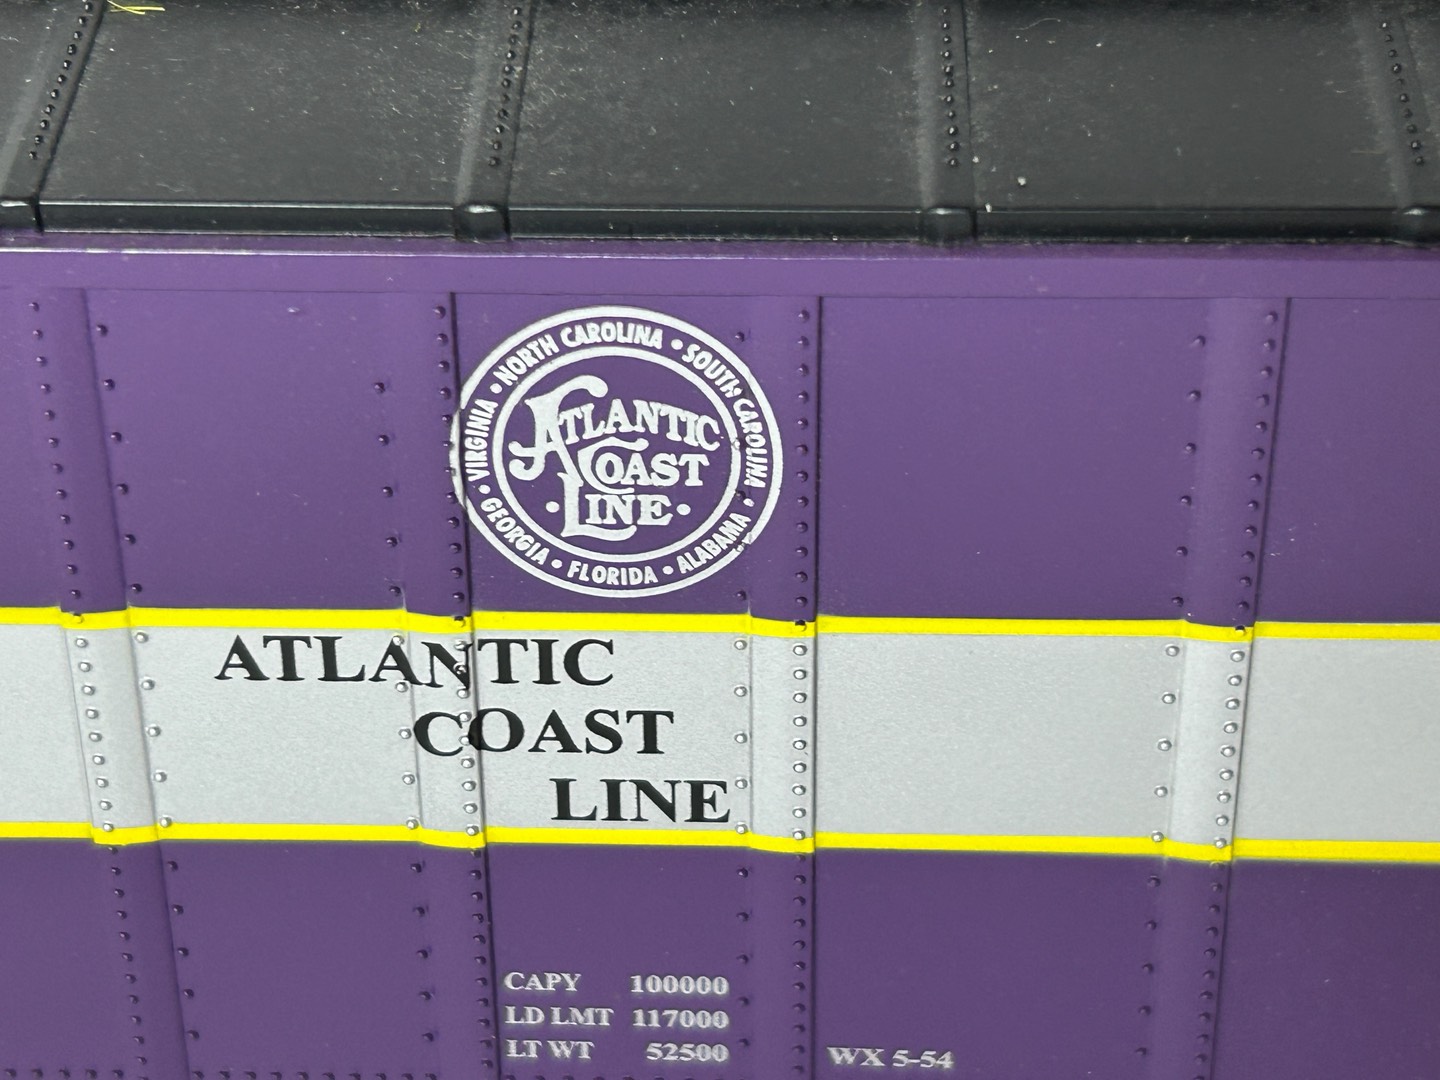 VIRGINIA • NORTH CAROLINA • SOUTH CAROLINA • ALABAMA • FLORIDA • GEORGIA •
ATLANTIC
COAST
• LINE •
ATLANTIC
COAST
LINE
CAPY 100000
LD LMT 117000
LT WT 52500
WX 5-54